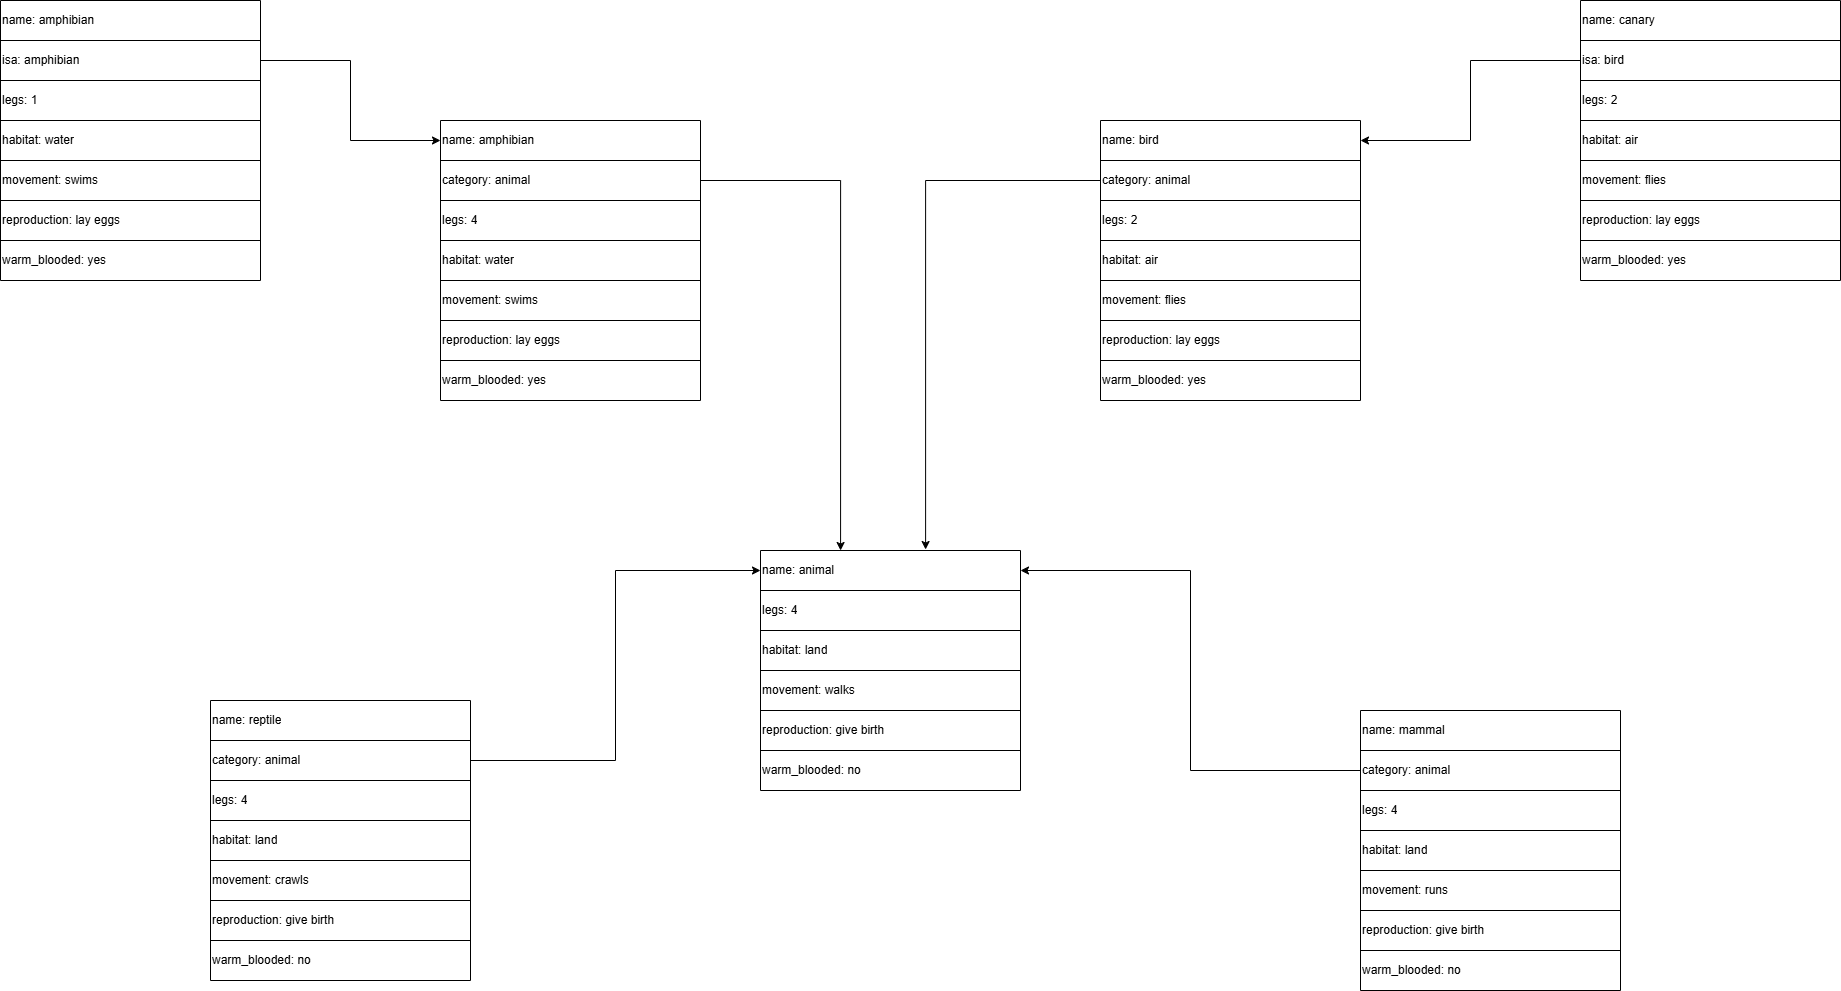 name: amphibian
isa: amphibian
legs: 1
habitat: water
movement: swims
reproduction: lay eggs
warm_blooded: yes
name: amphibian
category: animal
legs: 4
habitat: water
movement: swims
reproduction: lay eggs
warm_blooded: yes
name: bird
category: animal
legs: 2
habitat: air
movement: flies
reproduction: lay eggs
warm_blooded: yes
name: canary
isa: bird
legs: 2
habitat: air
movement: flies
reproduction: lay eggs
warm_blooded: yes
name: animal
legs: 4
habitat: land
movement: walks
reproduction: give birth
warm_blooded: no
name: reptile
category: animal
legs: 4
habitat: land
movement: crawls
reproduction: give birth
warm_blooded: no
name: mammal
category: animal
legs: 4
habitat: land
movement: runs
reproduction: give birth
warm_blooded: no